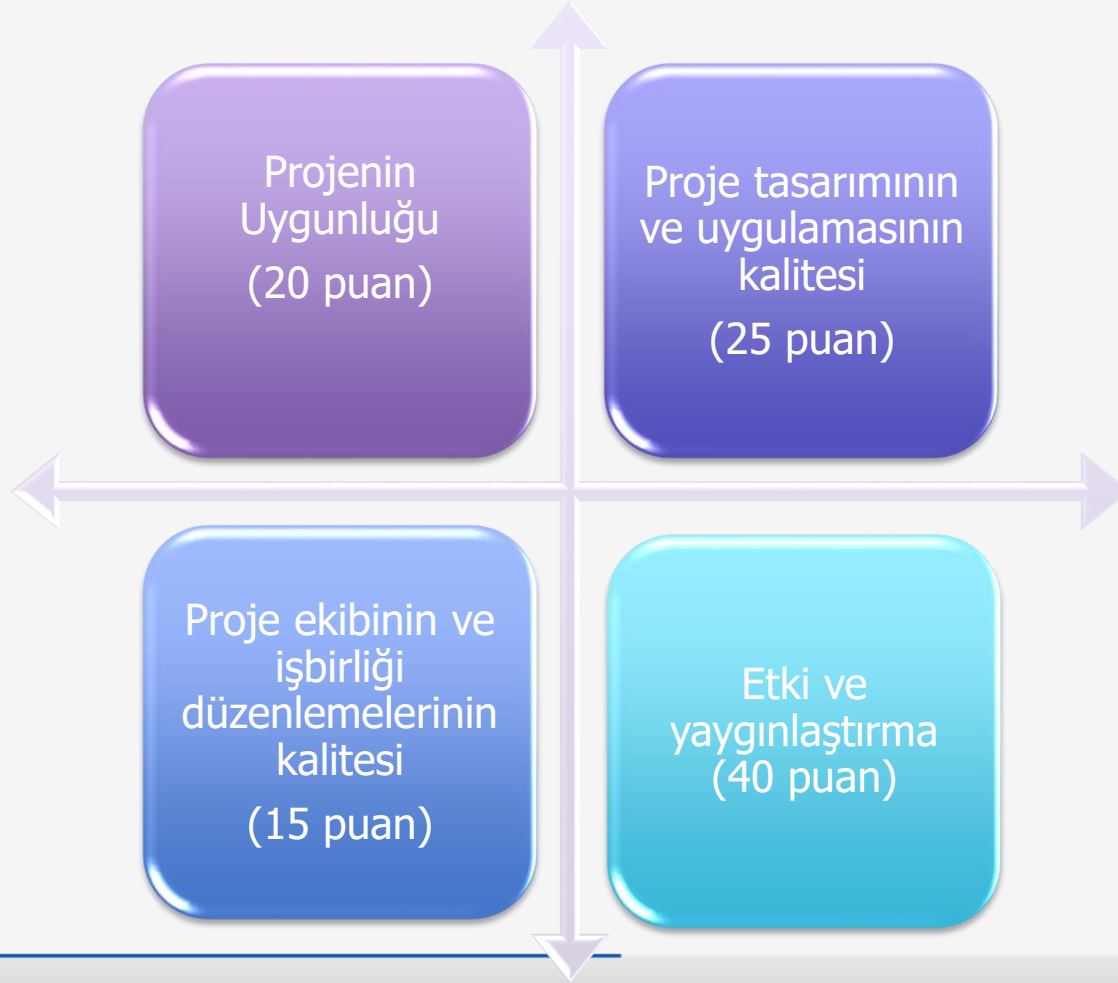 Projenin
Uygunluğu
(20 puan)
Proje tasarımının
ve uygulamasının
kalitesi
(25 puan)
Proje ekibinin ve
işbirliği
düzenlemelerinin
kalitesi
(15 puan)
Etki ve
yaygınlaştırma
(40 puan)